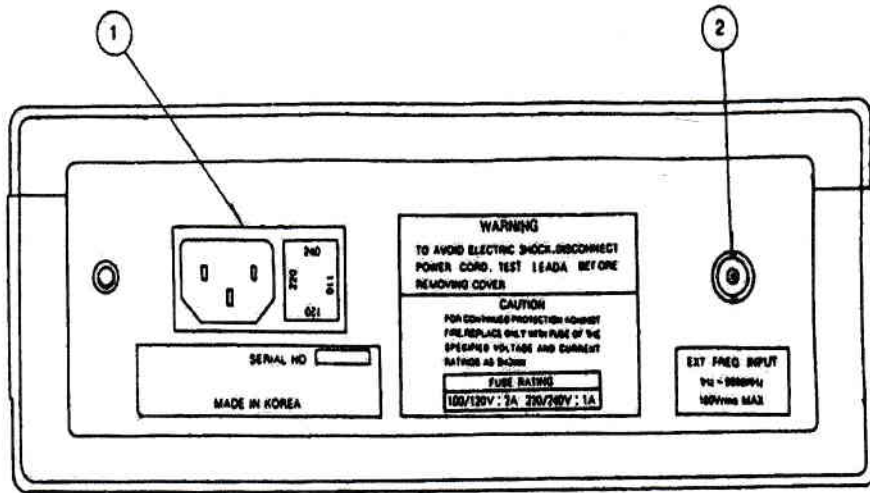 1
2
240
220
110
120
WARNING
TO AVOID ELECTRIC SHOCK.DISCONNECT
POWER CORD. TEST LEADA BEFORE
REMOVING COVER
CAUTION
FOR CONTINUED PROTECTION AGAINST
FIRE.REPLACE ONLY WITH FUSE OF THE
SPECIFIED VOLTAGE AND CURRENT
RATINGS AS
FUSE RATING
100/120V : 2A 220/240V : 1A
SERIAL NO
MADE IN KOREA
EXT FREQ INPUT
1Hz ~
MAX